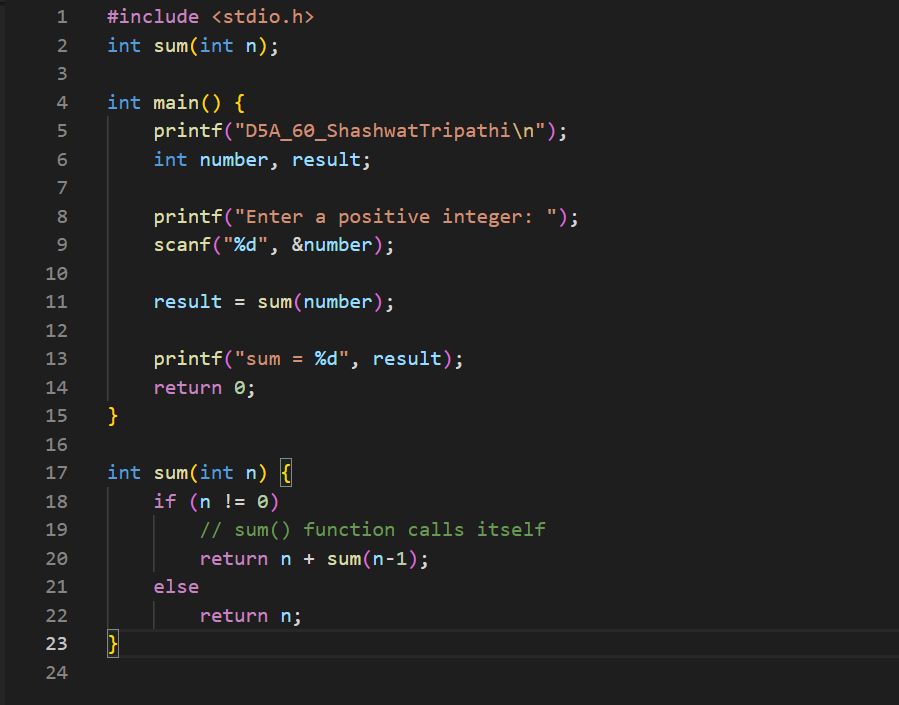 1 #include <stdio.h>
2 int sum(int n);
3
4 int main() {
5     printf("D5A_60_ShashwatTripathi\n");
6     int number, result;
7
8     printf("Enter a positive integer: ");
9     scanf("%d", &number);
10
11     result = sum(number);
12
13     printf("sum = %d", result);
14     return 0;
15 }
16
17 int sum(int n) {
18     if (n != 0)
19         // sum() function calls itself
20         return n + sum(n-1);
21     else
22         return n;
23 }
24